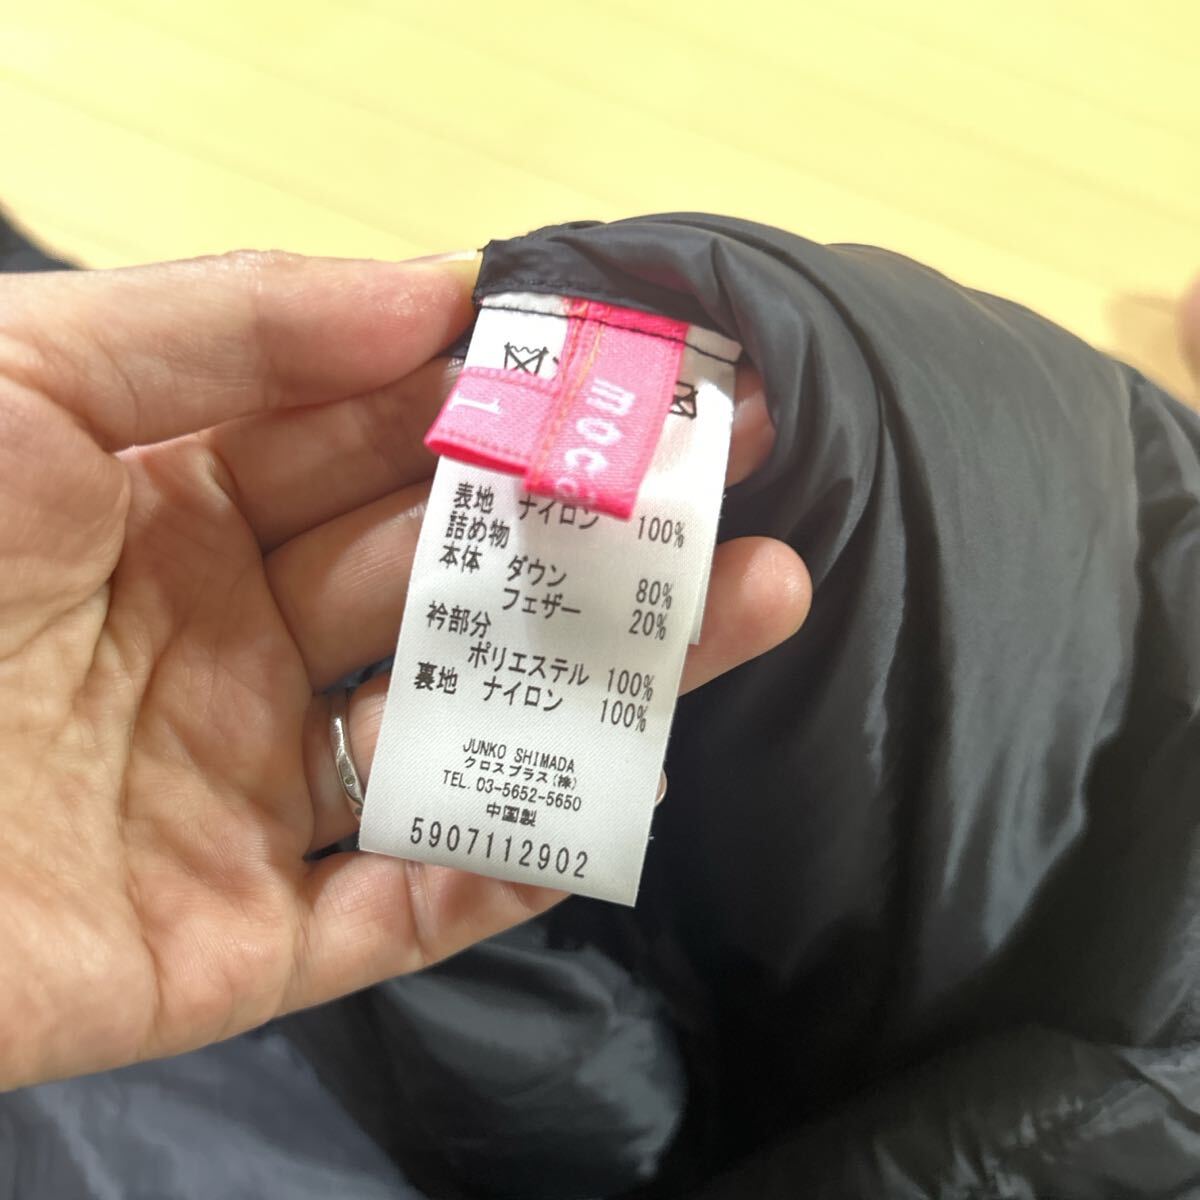 1
moc
表地 ナイロン 100%
詰め物
本体 ダウン 80%
フェザー 20%
衿部分
ポリエステル 100%
裏地 ナイロン 100%
JUNKO SHIMADA
クロスプラス(株)
TEL. 03-5652-5650
中国製
5907112902